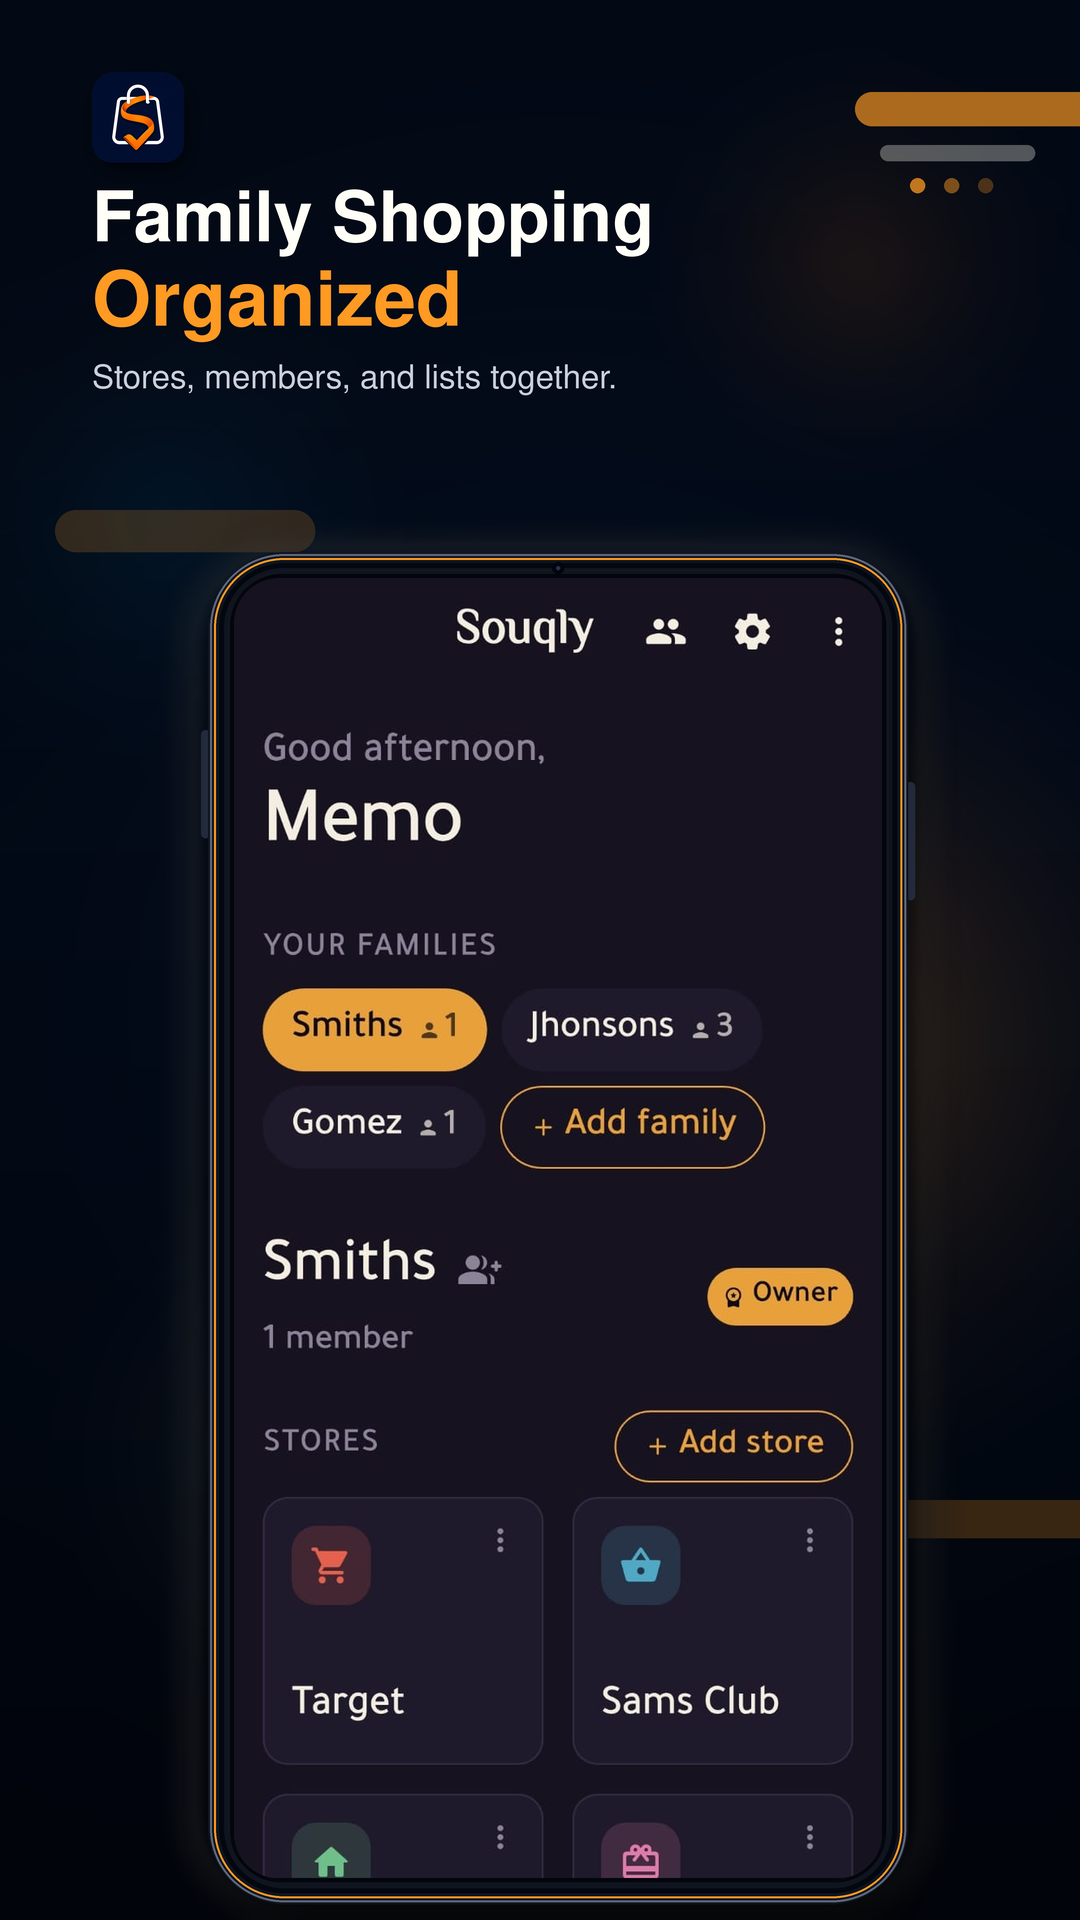 Family Shopping
Organized
Stores, members, and lists together.
Souqly
Good afternoon,
Memo
YOUR FAMILIES
Smiths 1
Jhonsons 3
Gomez 1
+ Add family
Smiths
Owner
1 member
STORES
+ Add store
Target
Sams Club